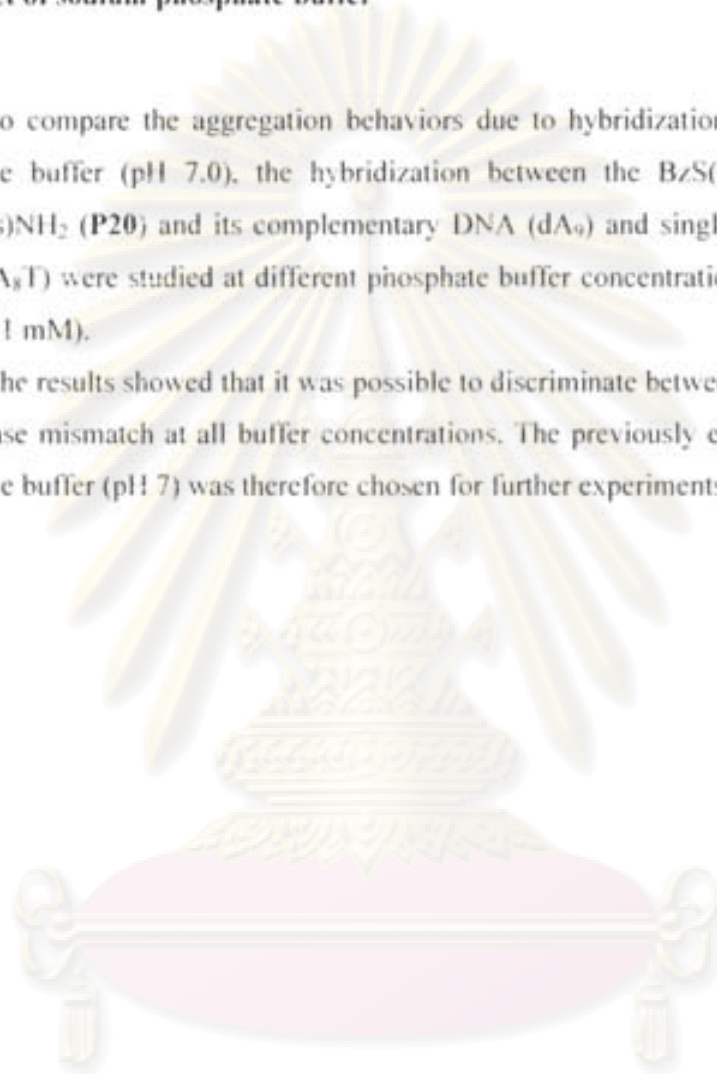 of sodium phosphate buffer
o compare the aggregation behaviors due to hybridization
e buffer (pH 7.0), the hybridization between the BzS(
s)NH₂ (P20) and its complementary DNA (dA₉) and singl
A₈T) were studied at different phosphate buffer concentratio
1 mM).
he results showed that it was possible to discriminate betwe
ase mismatch at all buffer concentrations. The previously
e buffer (pH 7) was therefore chosen for further experiments